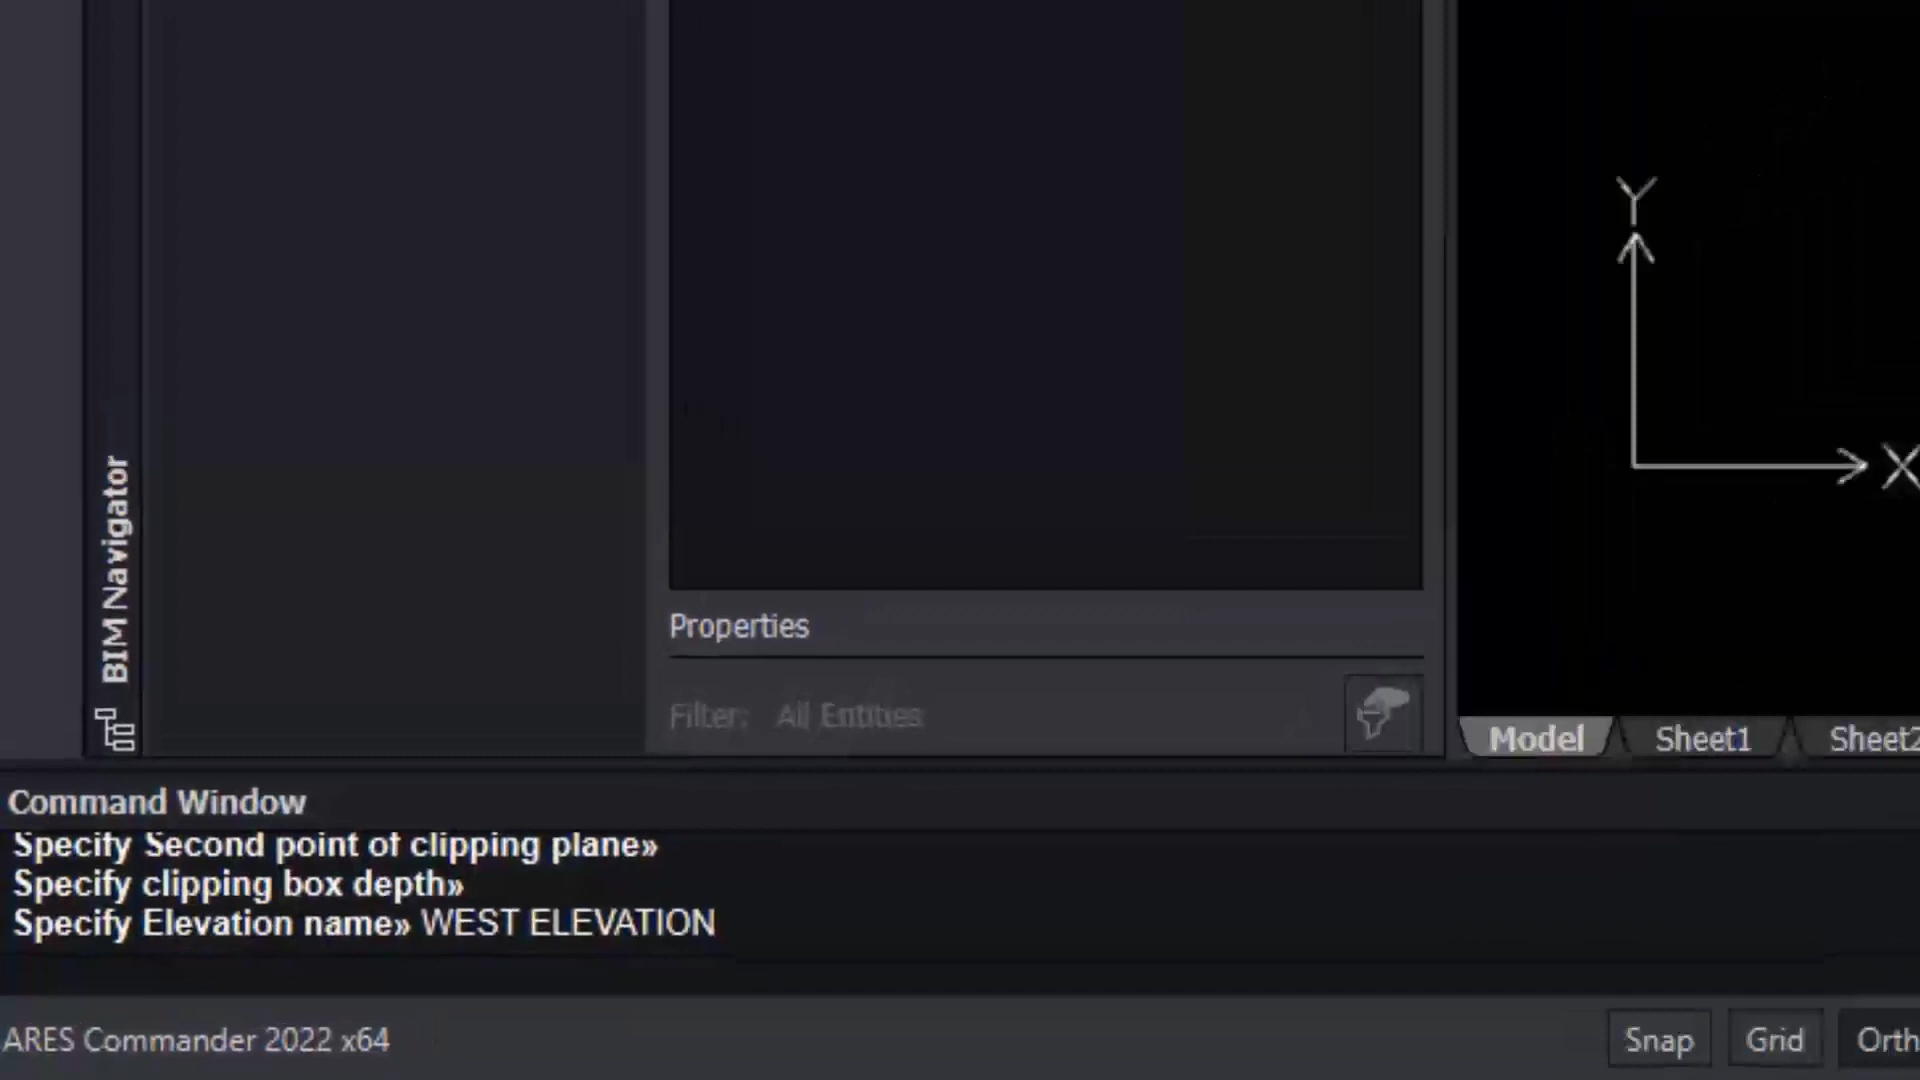 Y
X
BIM Navigator
Properties
Filter: All Entities
Model Sheet1 Sheet2
Command Window
Specify Second point of clipping plane»
Specify clipping box depth»
Specify Elevation name» WEST ELEVATION
ARES Commander 2022 x64
Snap Grid Orth